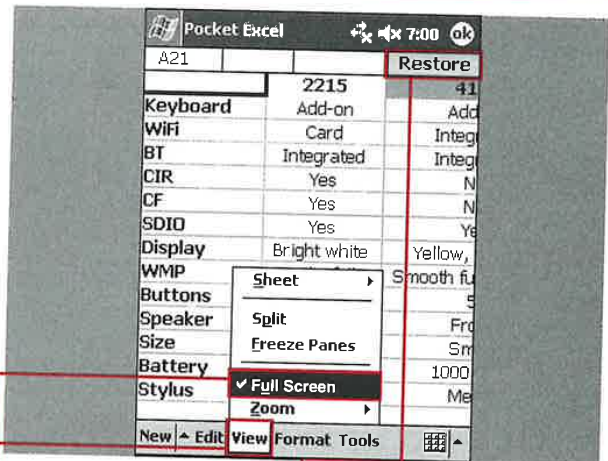 Pocket Excel 7:00 ok
A21 Restore
2215 41
Keyboard Add-on Add
WiFi Card Integ
BT Integrated Integ
CIR Yes N
CF Yes N
SDIO Yes Ye
Display Bright white Yellow,
WMP Smooth fu
Sheet
Buttons 5
Speaker Split Fro
Size Freeze Panes Sm
Battery 1000
Full Screen
Stylus Me
Zoom
New Edit View Format Tools